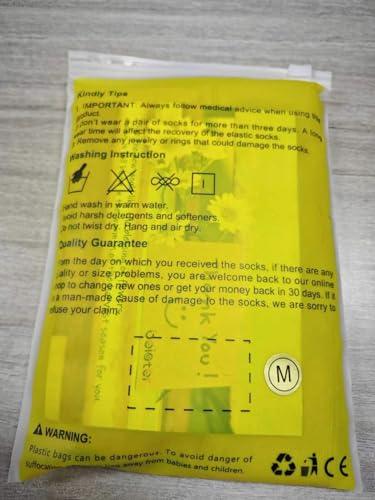 Kindly Tips
1. IMPORTANT: Always follow medical advice when using the
product.
don't wear a pair of socks for more than three days. A long
wear time will affect the recovery of the elastic socks.
3. Remove any jewelry or rings that could damage the socks.
Washing Instruction
Hand wash in warm water.
Avoid harsh detergents and softeners.
Do not twist dry. Hang and air dry.
Quality Guarantee
From the day on which you received the socks, if there are any
quality or size problems, you are welcome back to our online
shop to change new ones or get your money back in 30 days. If it
is a man-made cause of damage to the socks, we are sorry to
refuse your claim.
Thank you!
M
WARNING:
Plastic bags can be dangerous. To avoid danger of
suffocation away from babies and children.
CE